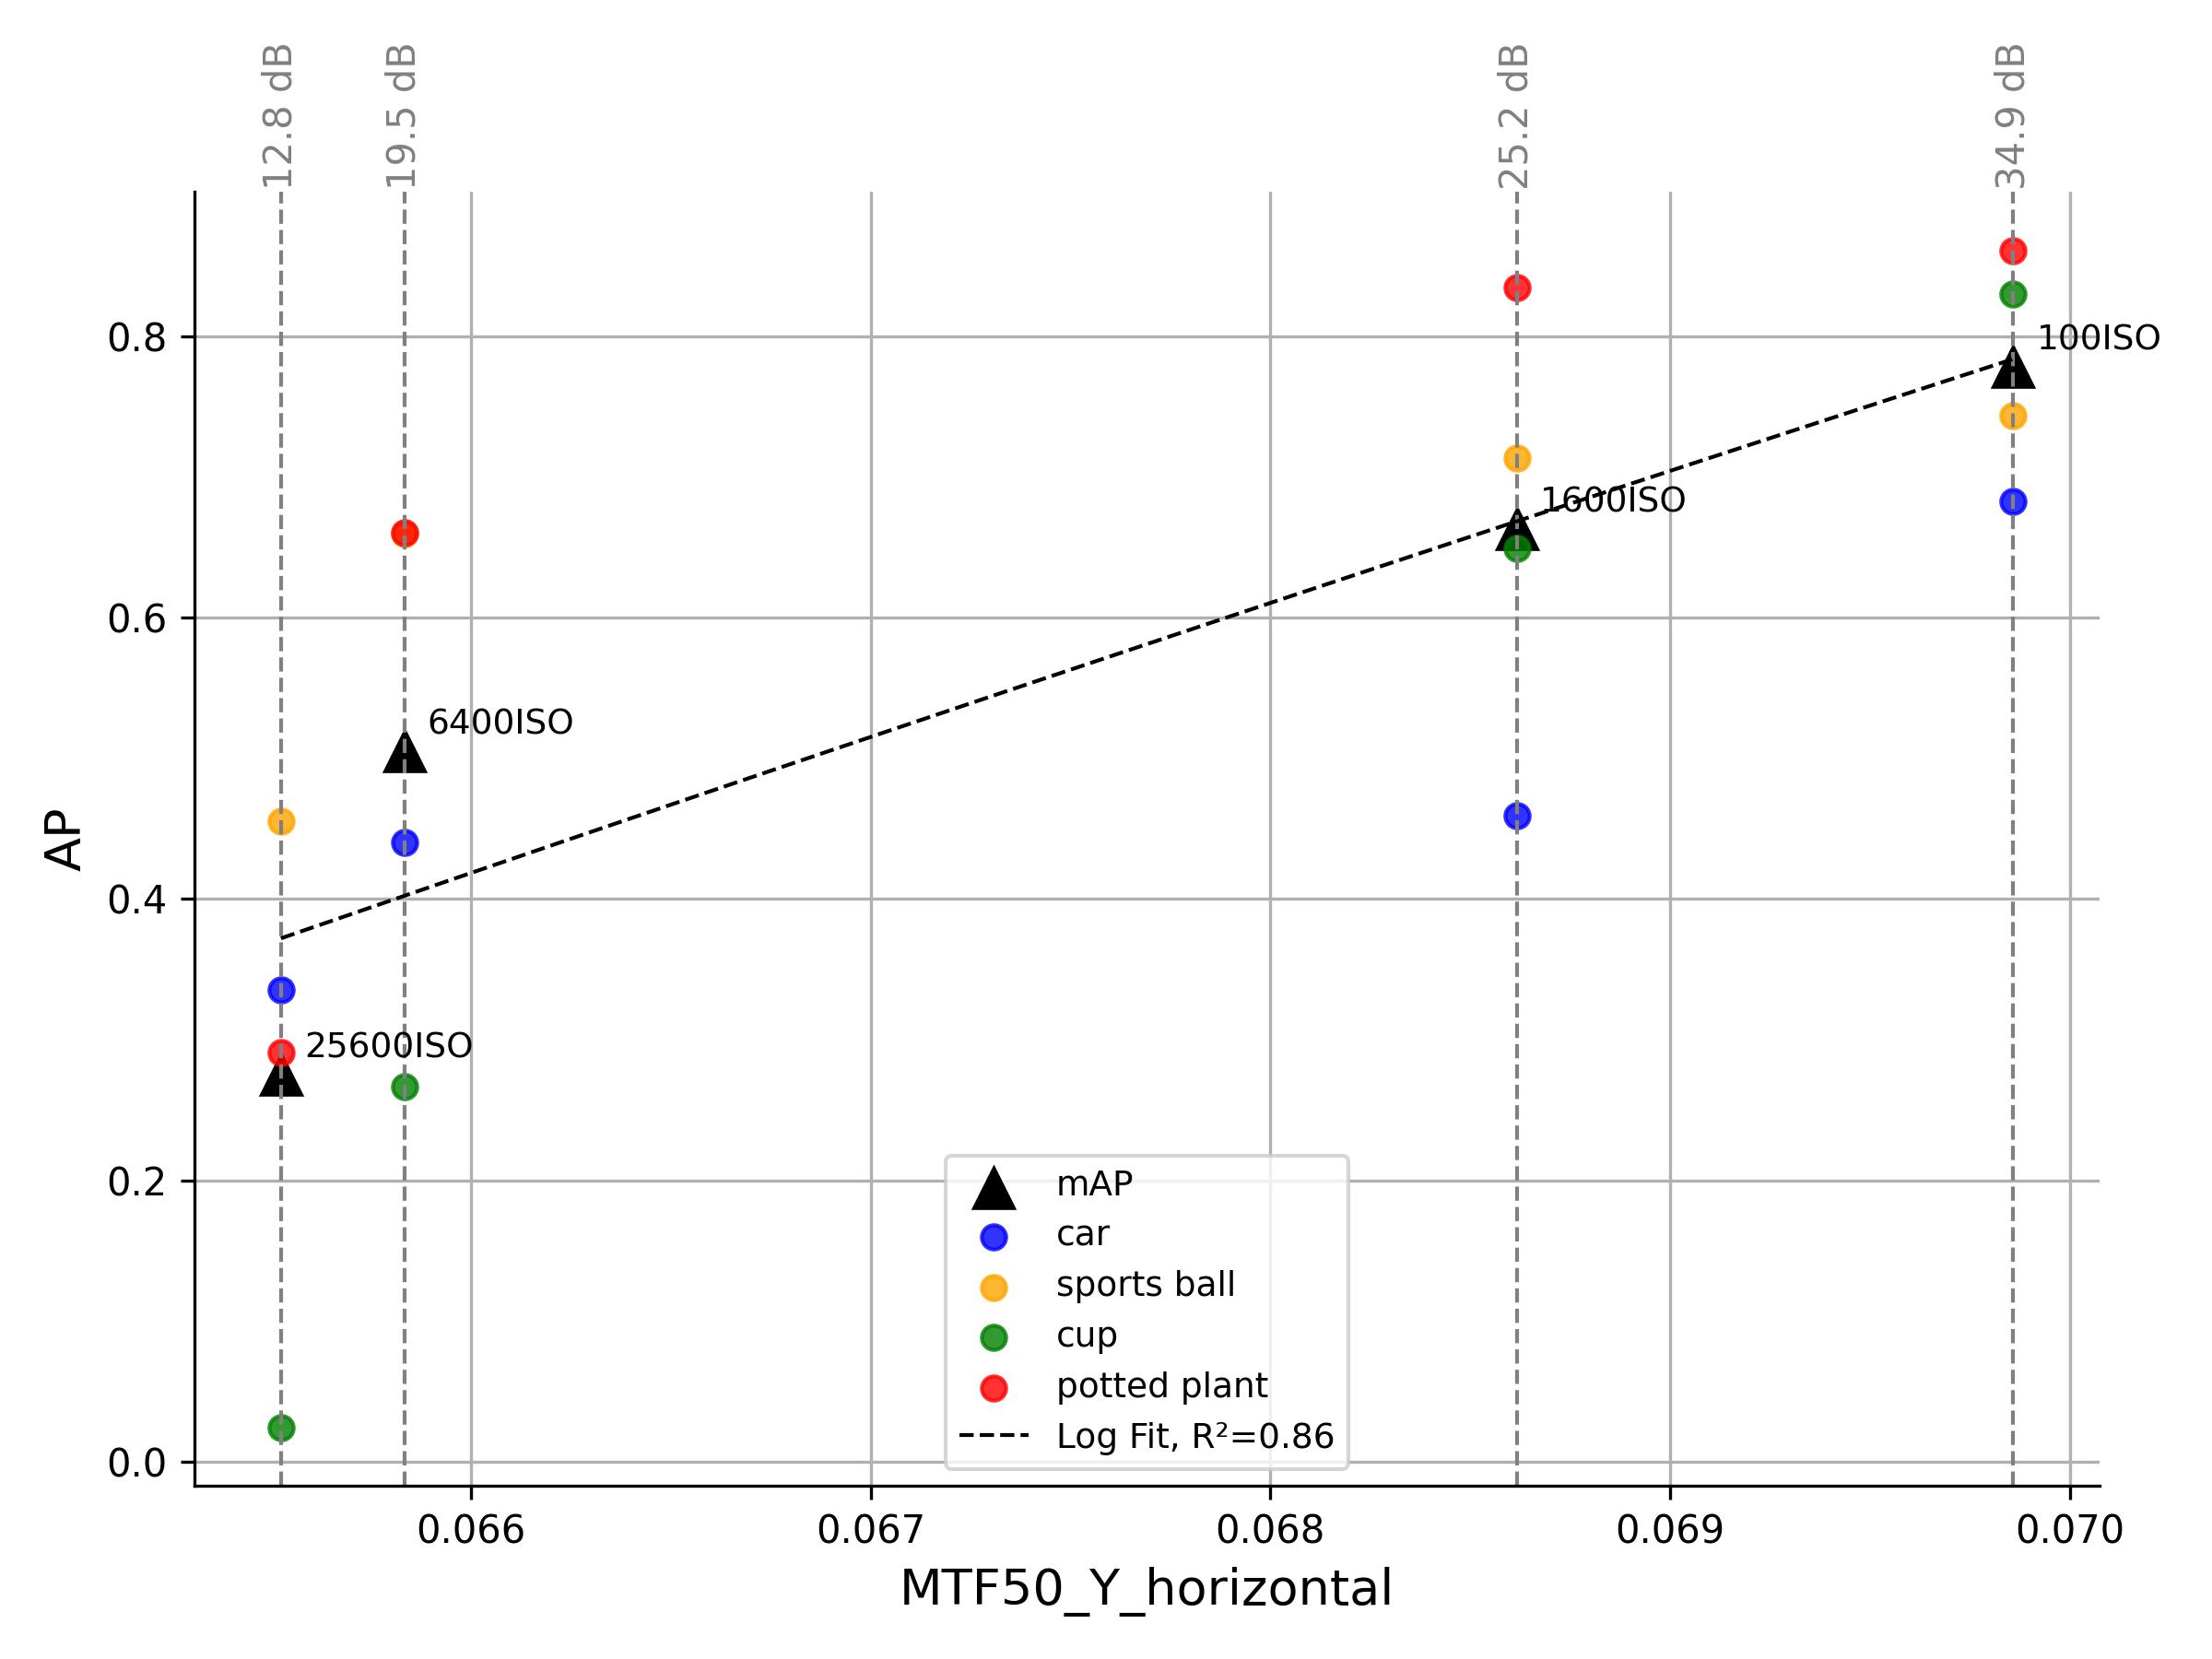 12.8 dB
19.5 dB
25.2 dB
34.9 dB
0.8
0.6
0.4
0.2
0.0
AP
100ISO
1600ISO
6400ISO
25600ISO
mAP
car
sports ball
cup
potted plant
Log Fit, R²=0.86
0.066
0.067
0.068
0.069
0.070
MTF50_Y_horizontal